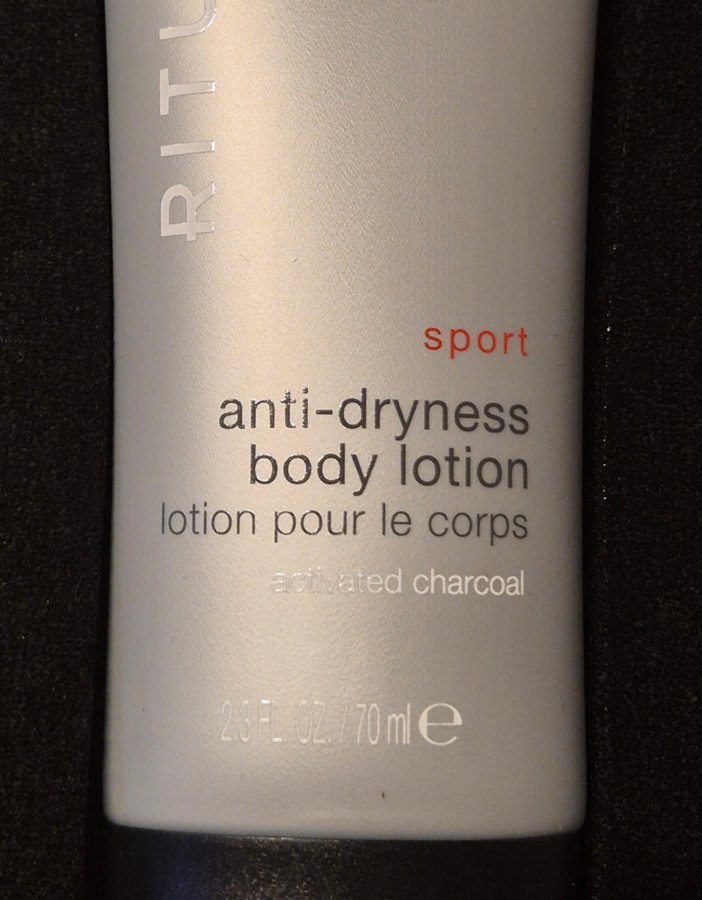 RITU
sport
anti-dryness
body lotion
lotion pour le corps
activated charcoal
2.3 FL. OZ. / 70 ml e